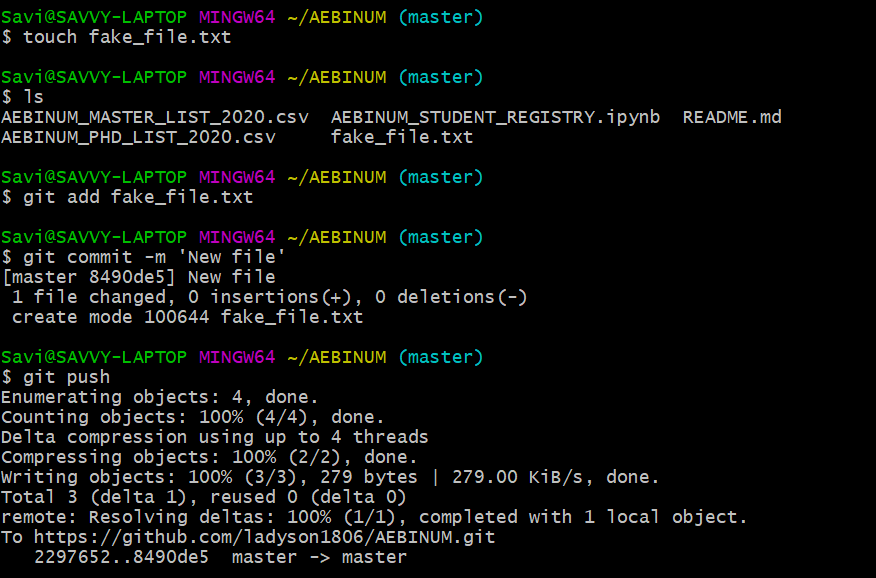 Savi@SAVVY-LAPTOP MINGW64 ~/AEBINUM (master)
$ touch fake_file.txt
Savi@SAVVY-LAPTOP MINGW64 ~/AEBINUM (master)
$ ls
AEBINUM_MASTER_LIST_2020.csv  AEBINUM_STUDENT_REGISTRY.ipynb  README.md
AEBINUM_PHD_LIST_2020.csv     fake_file.txt
Savi@SAVVY-LAPTOP MINGW64 ~/AEBINUM (master)
$ git add fake_file.txt
Savi@SAVVY-LAPTOP MINGW64 ~/AEBINUM (master)
$ git commit -m 'New file'
[master 8490de5] New file
 1 file changed, 0 insertions(+), 0 deletions(-)
 create mode 100644 fake_file.txt
Savi@SAVVY-LAPTOP MINGW64 ~/AEBINUM (master)
$ git push
Enumerating objects: 4, done.
Counting objects: 100% (4/4), done.
Delta compression using up to 4 threads
Compressing objects: 100% (2/2), done.
Writing objects: 100% (3/3), 279 bytes | 279.00 KiB/s, done.
Total 3 (delta 1), reused 0 (delta 0)
remote: Resolving deltas: 100% (1/1), completed with 1 local object.
To https://github.com/ladyson1806/AEBINUM.git
   2297652..8490de5  master -> master